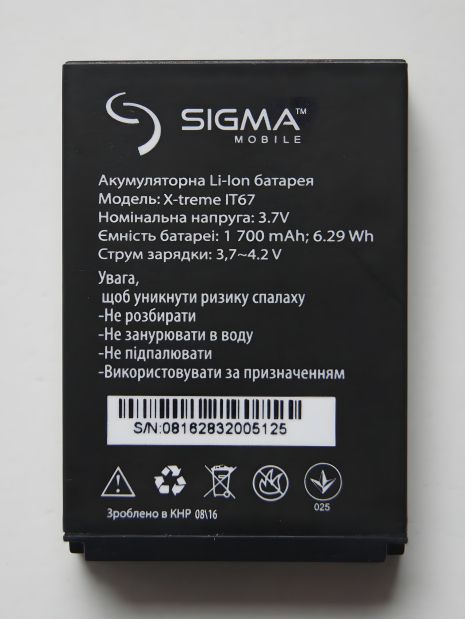 SIGMA™
MOBILE
Акумуляторна Li-Ion батарея
Модель: X-treme IT67
Номінальна напруга: 3.7V
Ємність батареі: 1 700 mAh; 6.29 Wh
Струм зарядки: 3,7~4.2 V
Увага,
щоб уникнути ризику спалаху
-Не розбирати
-Не занурювати в воду
-Не підпалювати
-Використовувати за призначенням
S/N:08162832005125
025
Зроблено в КНР 08\16